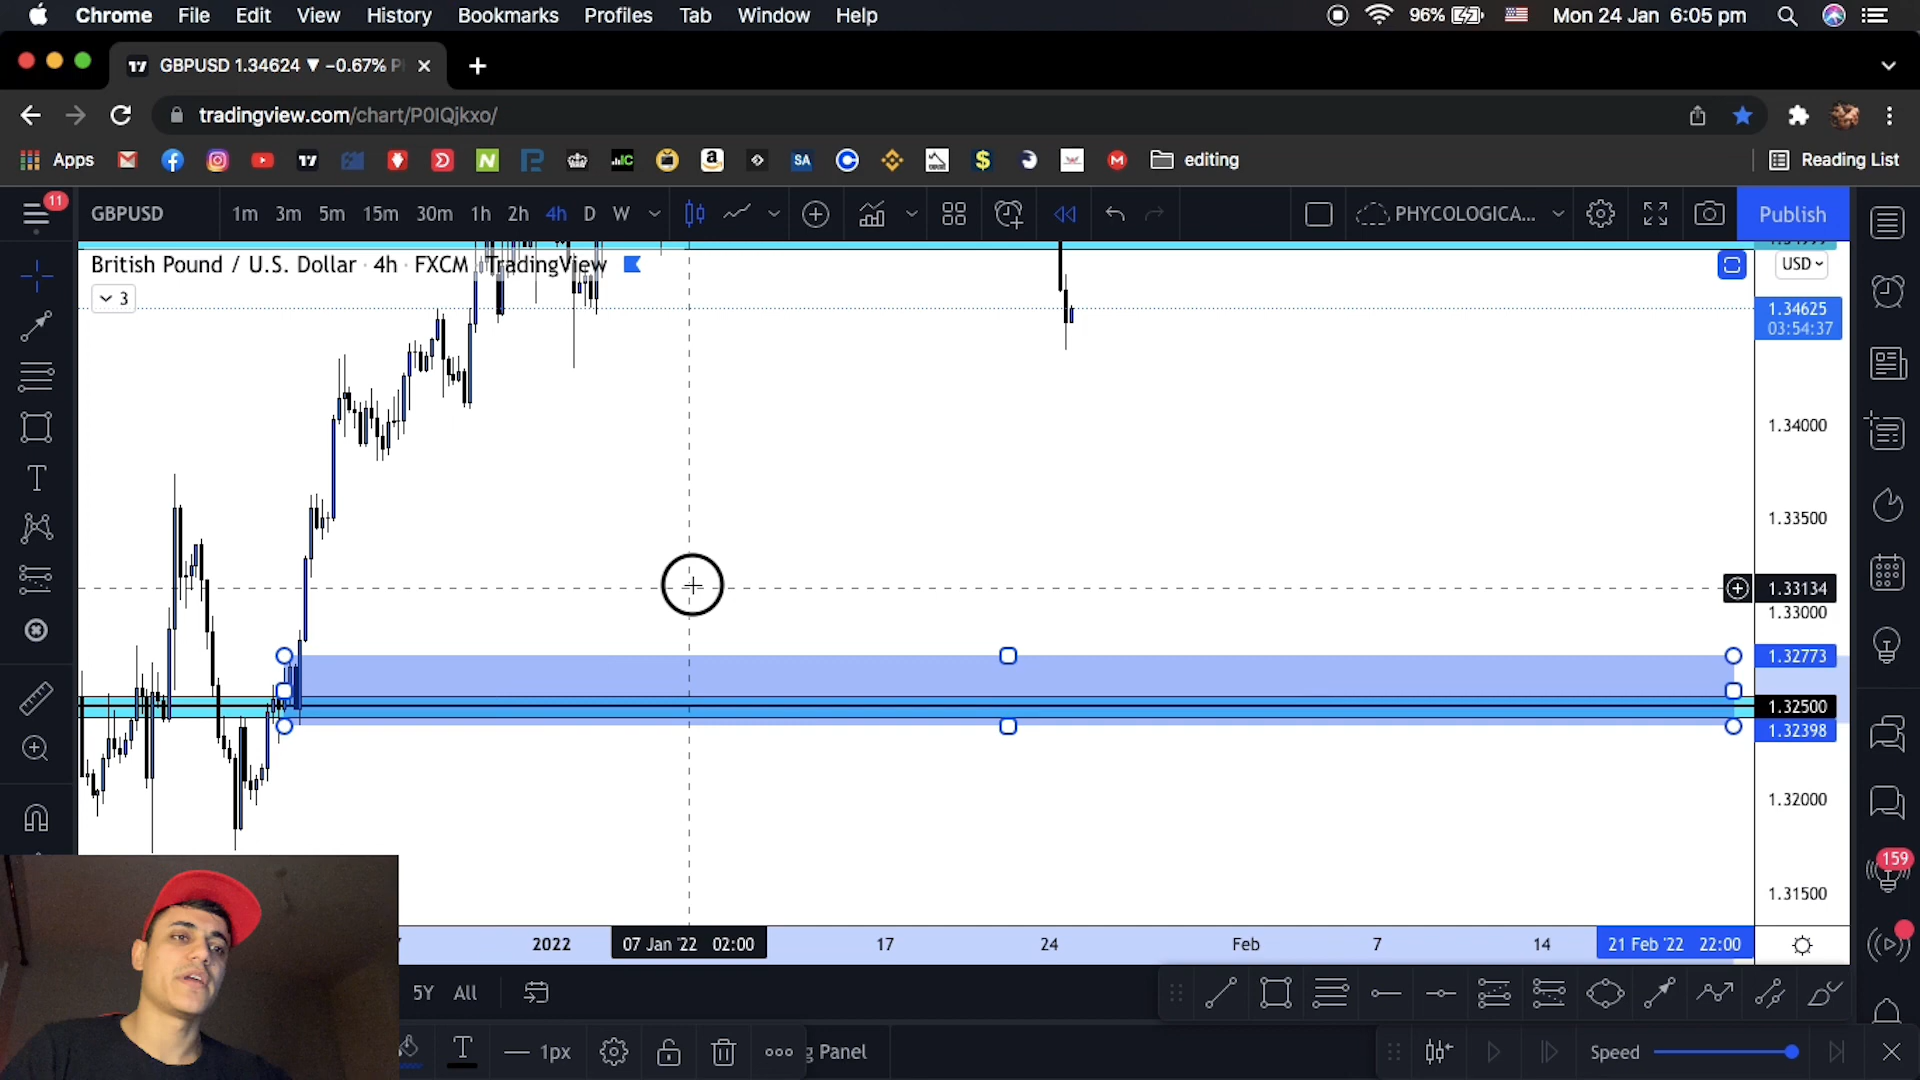 Chrome File Edit View History Bookmarks Profiles Tab Window Help 96% Mon 24 Jan 6:05 pm
GBPUSD 1.34624 ▼ −0.67%
tradingview.com/chart/P0IQjkxo/
Apps editing Reading List
11
GBPUSD 1m 3m 5m 15m 30m 1h 2h 4h D W PHYCOLOGICA... Publish
British Pound / U.S. Dollar · 4h · FXCM TradingView
USD
3
1.34625
03:54:37
1.34000
1.33500
1.33134
1.33000
1.32773
1.32500
1.32398
1.32000
159
1.31500
2022 07 Jan '22 02:00 17 24 Feb 7 14 21 Feb '22 22:00
5Y All
1px Panel Speed